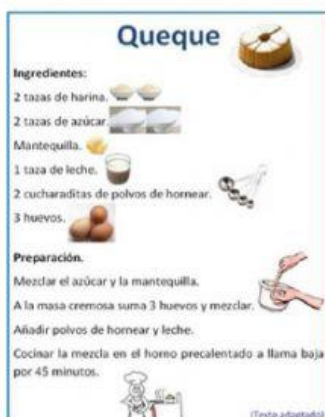 Queque
Ingredientes:
2 tazas de harina.
2 tazas de azúcar.
Mantequilla.
1 taza de leche.
2 cucharaditas de polvos de hornear.
3 huevos.
Preparación.
Mezclar el azúcar y la mantequilla.
A la masa cremosa suma 3 huevos y mezclar.
Añadir polvos de hornear y leche.
Cocinar la mezcla en el horno precalentado a llama baja
por 45 minutos.
(Texto adaptado)